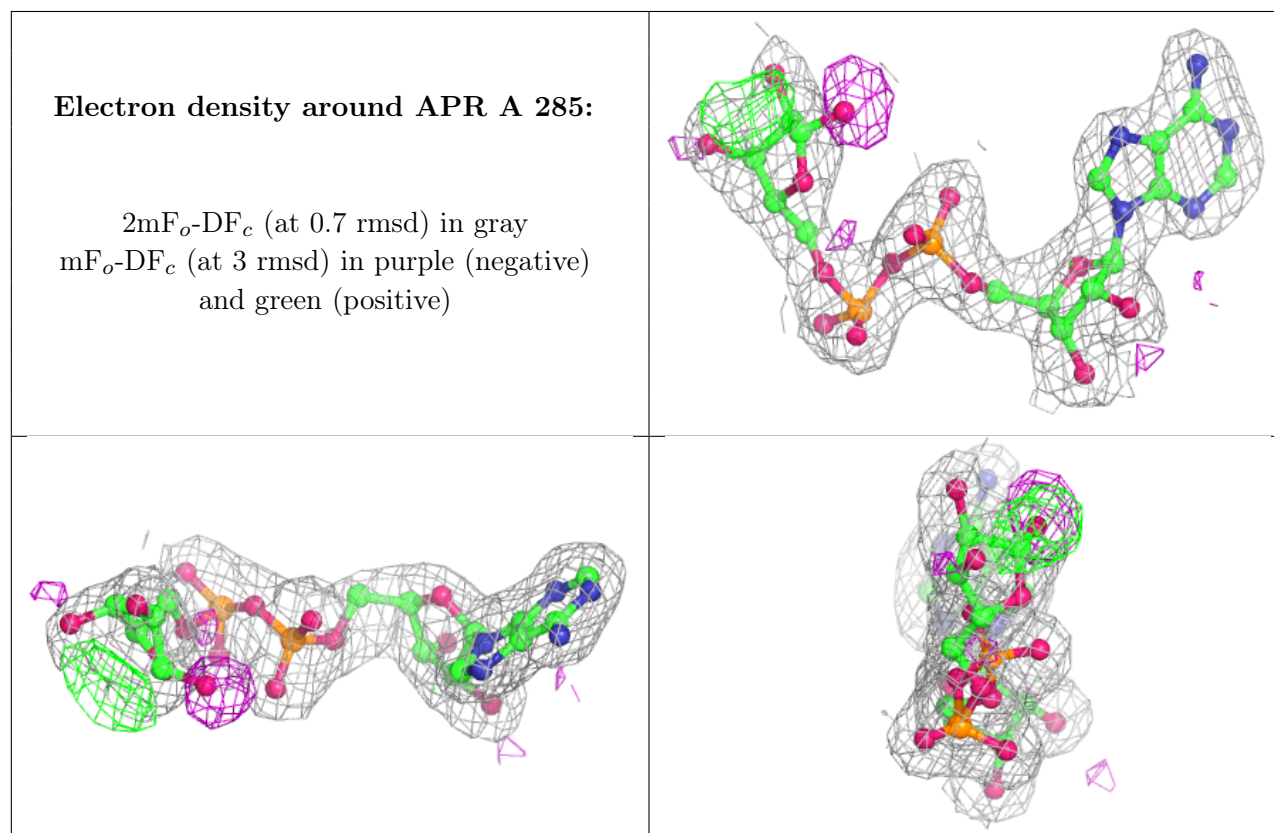 Electron density around APR A 285:
2mFo-DFc (at 0.7 rmsd) in gray
mFo-DFc (at 3 rmsd) in purple (negative)
and green (positive)